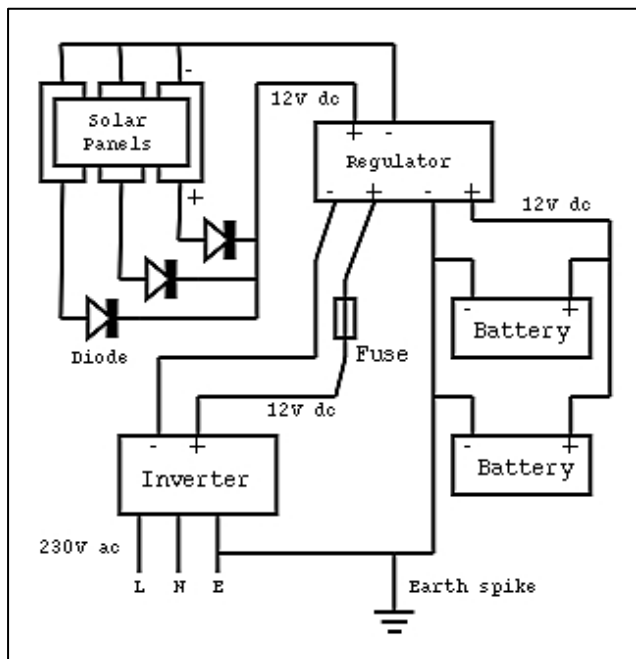 -
Solar
Panels
+
12V dc
+ -
Regulator
- + - +
12V dc
Diode
Fuse
- +
Battery
12V dc
- +
Inverter
- +
Battery
230V ac
L N E
Earth spike